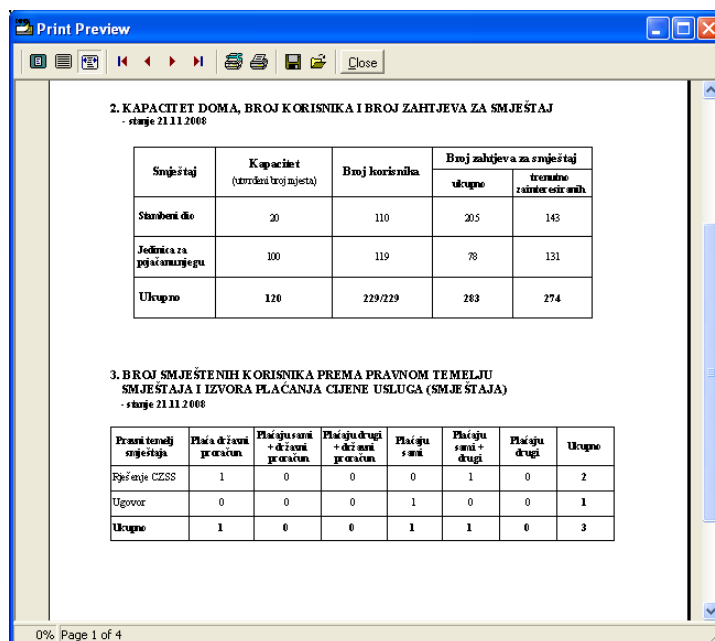 Print Preview
Close
2. KAPACITET DOMA, BROJ KORISNIKA I BROJ ZAHTJEVA ZA SMJEŠTAJ
- stanje 21.11.2008
Smještaj
Kapacitet
(utvrđeni broj mjesta)
Broj korisnika
Broj zahtjeva za smještaj
ukupno
trenutno
zainteresiranih
Stambeni dio 20 110 205 143
Jedinica za
pojačanu njegu 100 119 78 131
Ukupno 120 229/229 283 274
3. BROJ SMJEŠTENIH KORISNIKA PREMA PRAVNOM TEMELJU
SMJEŠTAJA I IZVORA PLAĆANJA CIJENE USLUGA (SMJEŠTAJA)
- stanje 21.11.2008
Pravni temelj
smještaja
Plaća državni
proračun
Plaćaju sami
+ državni
proračun
Plaćaju drugi
+ državni
proračun
Plaćaju
sami
Plaćaju
sami +
drugi
Plaćaju
drugi
Ukupno
Rješenje CZSS 1 0 0 0 1 0 2
Ugovor 0 0 0 1 0 0 1
Ukupno 1 0 0 1 1 0 3
0% Page 1 of 4